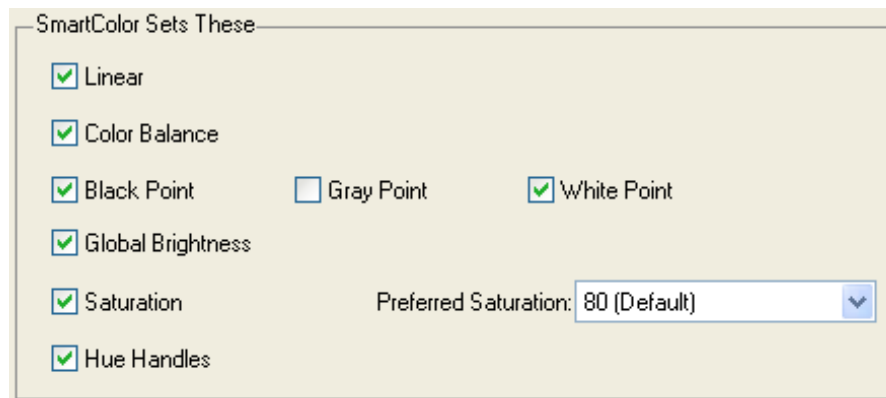 SmartColor Sets These
Linear
Color Balance
Black Point Gray Point White Point
Global Brightness
Saturation Preferred Saturation: 80 (Default)
Hue Handles